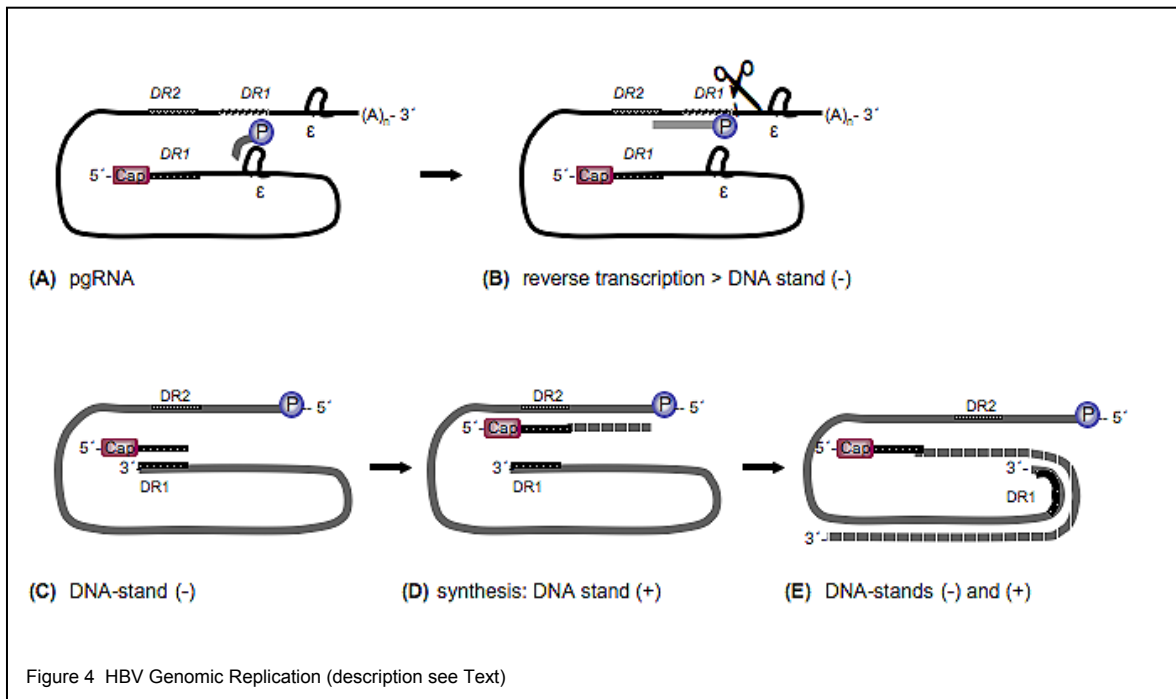 DR2 DR1
ε
(A)n- 3´
P
DR1
5´- Cap
ε
(A) pgRNA
DR2 DR1
ε
(A)n- 3´
P
DR1
5´- Cap
ε
(B) reverse transcription > DNA stand (-)
DR2
P - 5´
5´- Cap
3´-
DR1
(C) DNA-stand (-)
DR2
P - 5´
5´- Cap
3´-
DR1
(D) synthesis: DNA stand (+)
DR2
P - 5´
5´- Cap
3´-
DR1
3´-
(E) DNA-stands (-) and (+)
Figure 4 HBV Genomic Replication (description see Text)